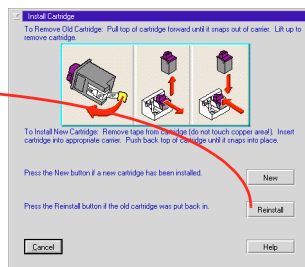 Install Cartridge
To Remove Old Cartridge: Pull top of cartridge forward until it snaps out of carrier. Lift up to
remove cartridge.
To Install New Cartridge: Remove tape from cartridge (do not touch copper area!). Insert
cartridge into appropriate carrier. Push back top of cartridge until it snaps into place.
Press the New button if a new cartridge has been installed.
New
Press the Reinstall button if the old cartridge was put back in.
Reinstall
Cancel
Help